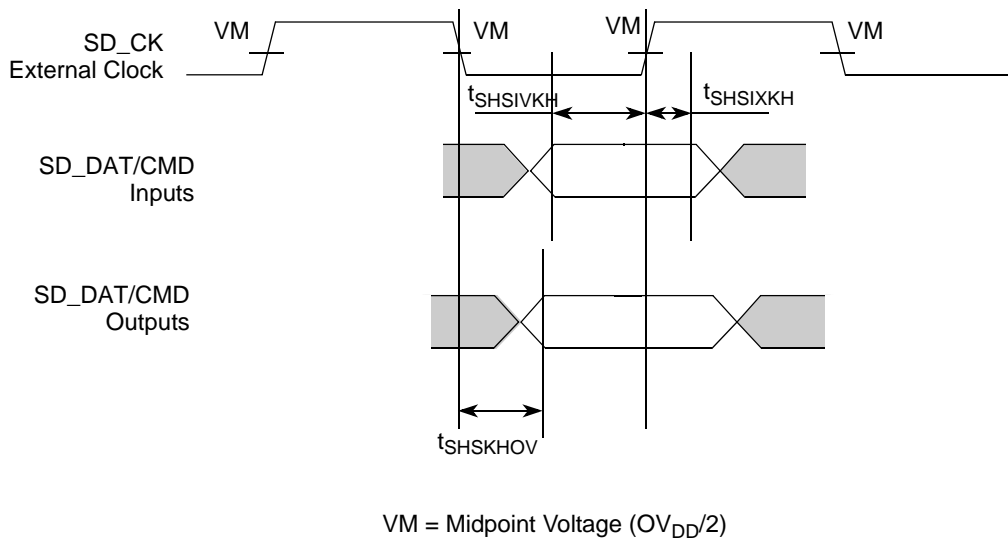 VM VM VM VM
SD_CK
External Clock
tSHSIVKH tSHSIXKH
SD_DAT/CMD
Inputs
SD_DAT/CMD
Outputs
tSHSKHOV
VM = Midpoint Voltage (OVDD/2)